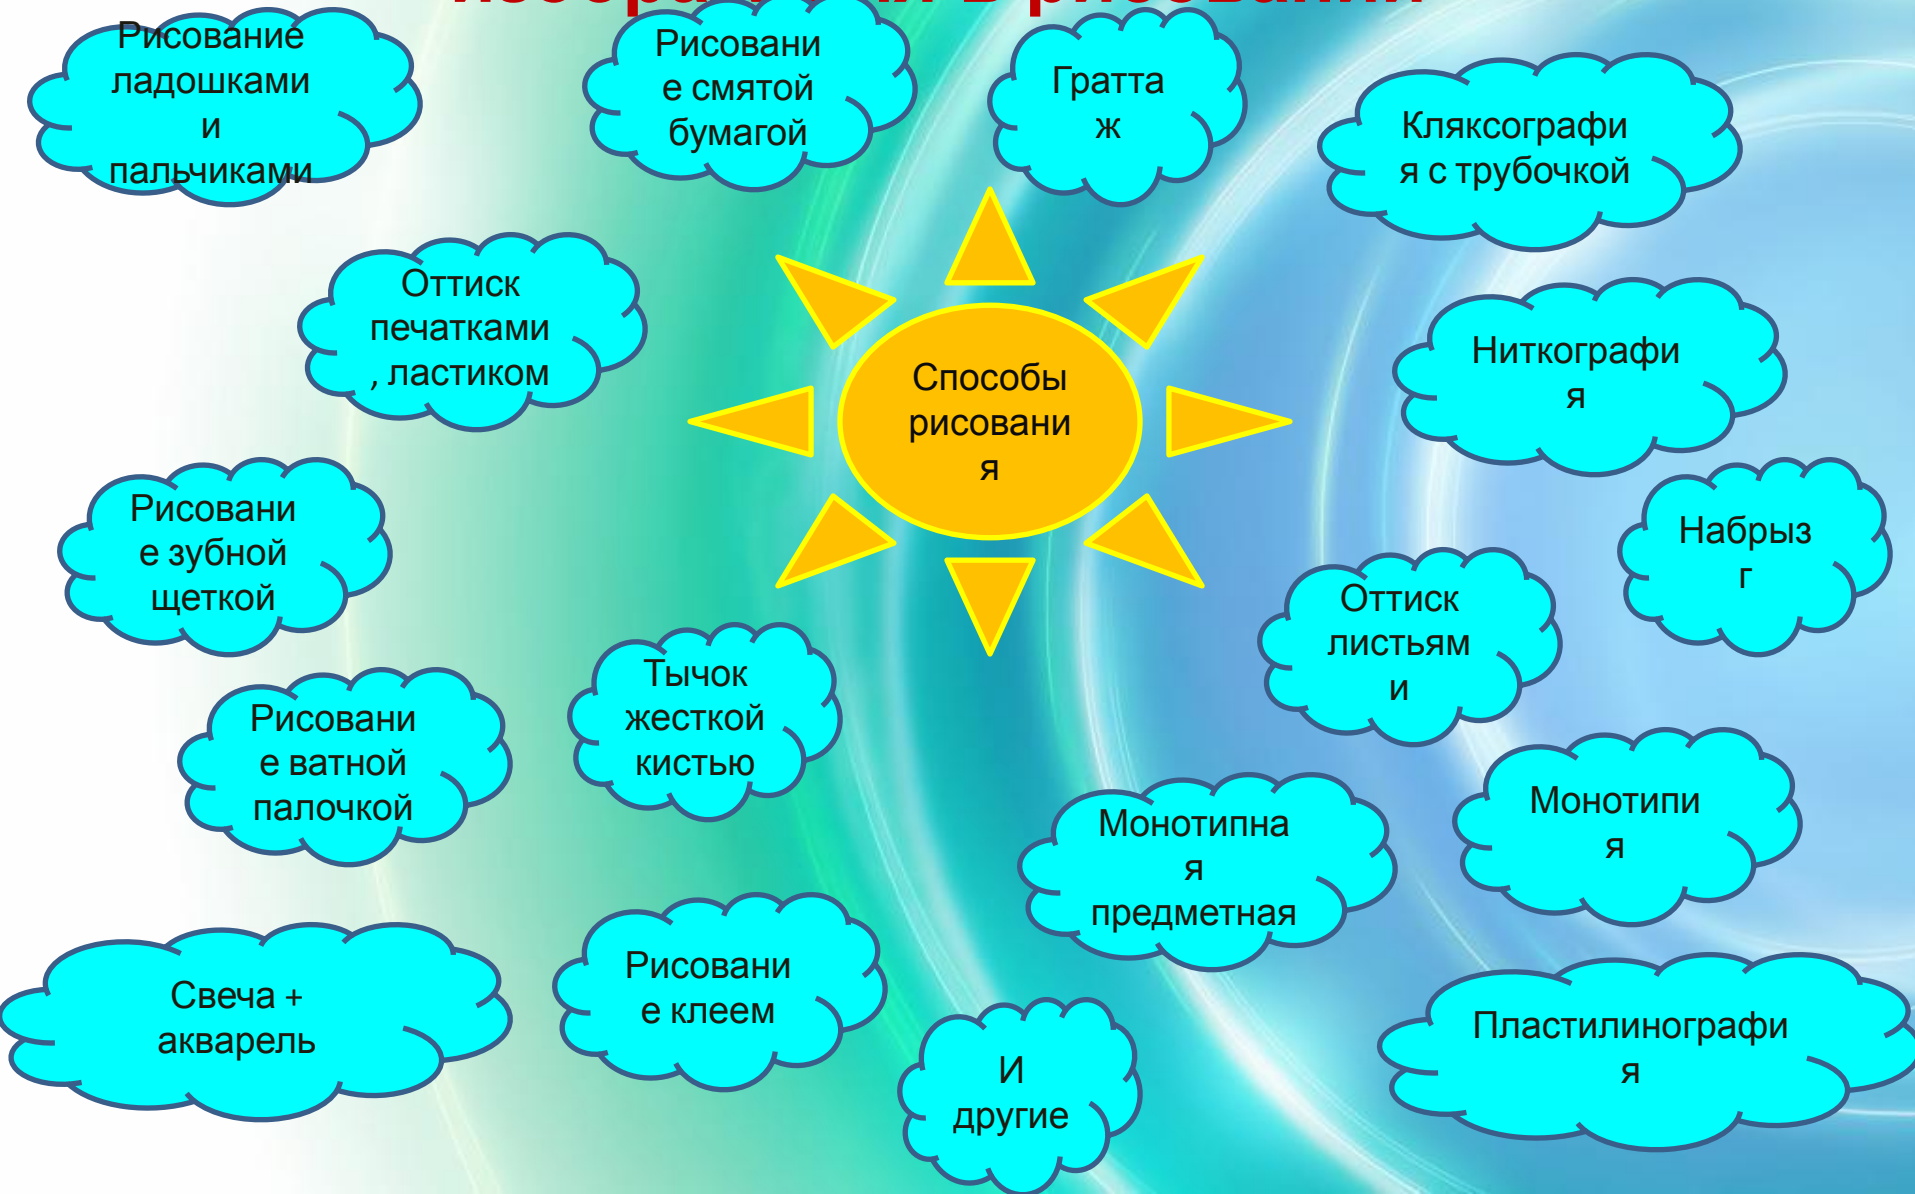 в рисовании
Рисование
ладошками
и
пальчиками
Рисовани
е смятой
бумагой
Гратта
ж
Кляксографи
я с трубочкой
Оттиск
печатками
, ластиком
Способы
рисовани
я
Ниткографи
я
Рисовани
е зубной
щеткой
Набрыз
г
Оттиск
листьям
и
Рисовани
е ватной
палочкой
Тычок
жесткой
кистью
Монотипна
я
предметная
Монотипи
я
Свеча +
акварель
Рисовани
е клеем
И
другие
Пластилинографи
я